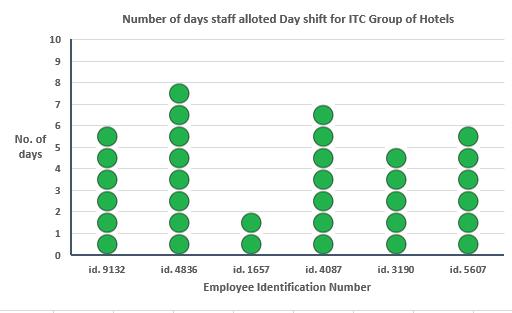 Number of days staff alloted Day shift for ITC Group of Hotels
10
9
8
7
6
5
4
3
2
1
0
No. of
days
id. 9132 id. 4836 id. 1657 id. 4087 id. 3190 id. 5607
Employee Identification Number